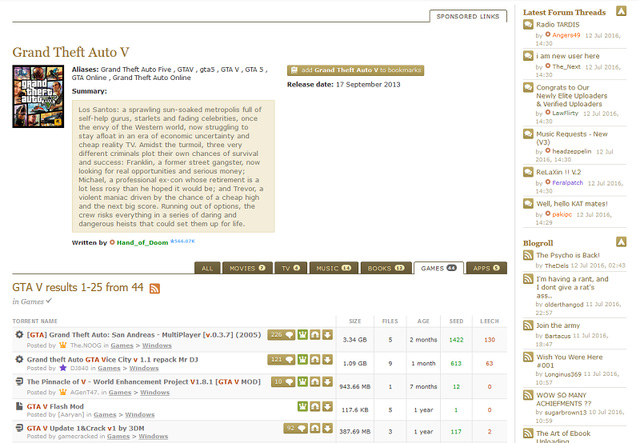 SPONSORED LINKS
Grand Theft Auto V
Aliases: Grand Theft Auto Five , GTAV , gta5 , GTA V , GTA 5 ,
GTA Online , Grand Theft Auto Online
Summary:
Los Santos: a sprawling sun-soaked metropolis full of
self-help gurus, starlets and fading celebrities, once
the envy of the Western world, now struggling to
stay afloat in an era of economic uncertainty and
cheap reality TV. Amidst the turmoil, three very
different criminals plot their own chances of survival
and success: Franklin, a former street gangster, now
looking for real opportunities and serious money;
Michael, a professional ex-con whose retirement is a
lot less rosy than he hoped it would be; and Trevor, a
violent maniac driven by the chance of a cheap high
and the next big score. Running out of options, the
crew risks everything in a series of daring and
dangerous heists that could set them up for life.
Written by Hand_of_Doom
add Grand Theft Auto V to bookmarks
Release date: 17 September 2013
grand
theft
auto
ALL MOVIES 7 TV 8 MUSIC 14 BOOKS 12 GAMES 44 APPS 5
GTA V results 1-25 from 44
in Games
TORRENT NAME SIZE FILES AGE SEED LEECH
[GTA] Grand Theft Auto: San Andreas - MultiPlayer [v.0.3.7] (2005) 226 3.34 GB 5 2 months 1422 130
Posted by The.NOOG in Games > Windows
Grand theft Auto GTA Vice City v 1.1 repack Mr DJ 121 1.09 GB 9 1 month 613 63
Posted by DJ840 in Games > Windows
The Pinnacle of V - World Enhancement Project V1.8.1 [GTA V MOD] 10 943.66 MB 1 7 months 12 0
Posted by AGenT47. in Games > Windows
GTA V Flash Mod 117.6 KB 5 1 year 1 0
Posted by [Aaryan] in Games > Windows
GTA V Update 1&Crack v1 by 3DM 92 387.69 MB 3 1 year 117 2
Posted by gamecracked in Games > Windows
Latest Forum Threads
Radio TARDIS
by Angers49 12 Jul 2016,
14:30
i am new user here
by The_Next 12 Jul 2016,
14:30
Congrats to Our
Newly Elite Uploaders
& Verified Uploaders
by LawFlirty 12 Jul 2016,
14:30
Music Requests - New
(V3)
by headzeppelin 12 Jul 2016,
14:30
ReLaXin !! V.2
by Feralpatch 12 Jul 2016,
14:30
Well, hello KAT mates!
by pakipc 12 Jul 2016,
14:29
Blogroll
The Psycho is Back!
by TheDels 12 Jul 2016, 02:43
I'm having a rant, and
I dont give a rat's
ass..
by olderthangod 11 Jul 2016,
22:57
Join the army
by Bartacus 11 Jul 2016,
18:47
Wish You Were Here
#001
by Longinus369 11 Jul 2016,
10:57
WOW SO MANY
ACHIEFMENTS ??
by sugarbrown13 10 Jul 2016,
20:59
The Art of Ebook
Uploading